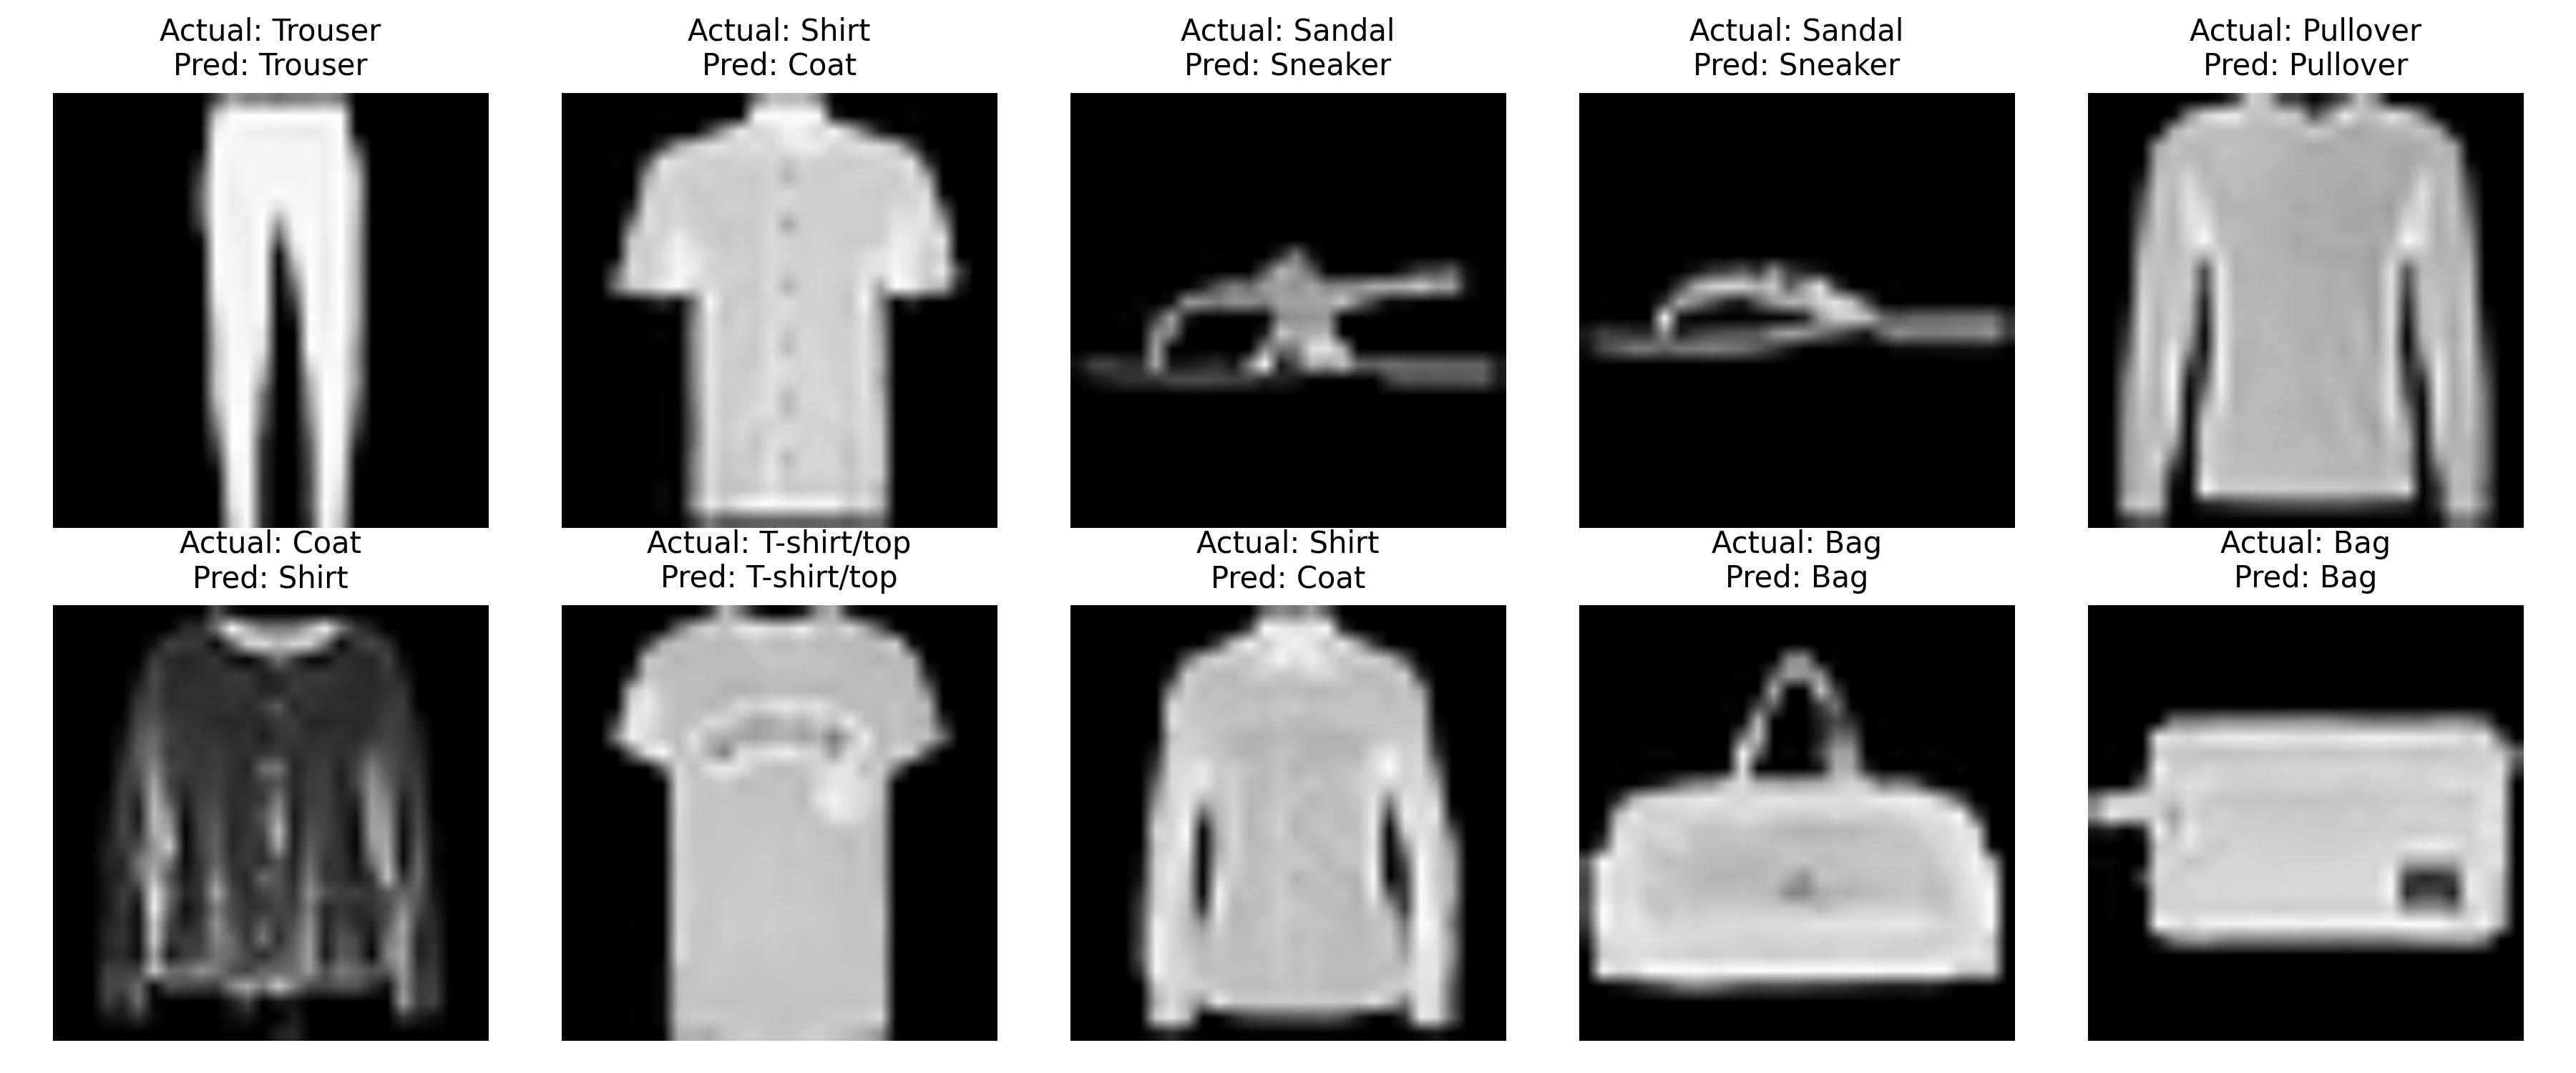 Actual: Trouser
Pred: Trouser
Actual: Shirt
Pred: Coat
Actual: Sandal
Pred: Sneaker
Actual: Sandal
Pred: Sneaker
Actual: Pullover
Pred: Pullover
Actual: Coat
Pred: Shirt
Actual: T-shirt/top
Pred: T-shirt/top
Actual: Shirt
Pred: Coat
Actual: Bag
Pred: Bag
Actual: Bag
Pred: Bag